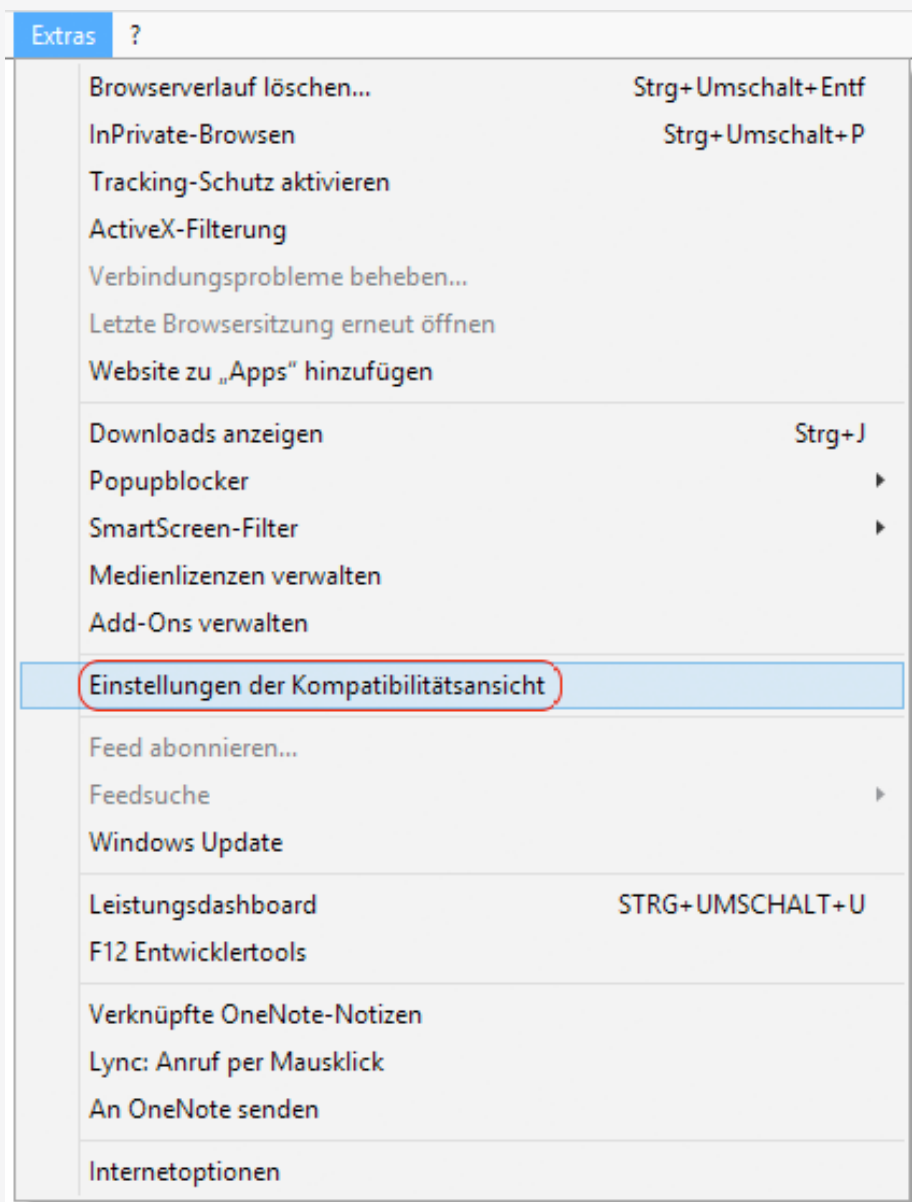 Extras ?
Browserverlauf löschen... Strg+Umschalt+Entf
InPrivate-Browsen Strg+Umschalt+P
Tracking-Schutz aktivieren
ActiveX-Filterung
Verbindungsprobleme beheben...
Letzte Browsersitzung erneut öffnen
Website zu „Apps“ hinzufügen
Downloads anzeigen Strg+J
Popupblocker
SmartScreen-Filter
Medienlizenzen verwalten
Add-Ons verwalten
Einstellungen der Kompatibilitätsansicht
Feed abonnieren...
Feedsuche
Windows Update
Leistungsdashboard STRG+UMSCHALT+U
F12 Entwicklertools
Verknüpfte OneNote-Notizen
Lync: Anruf per Mausklick
An OneNote senden
Internetoptionen